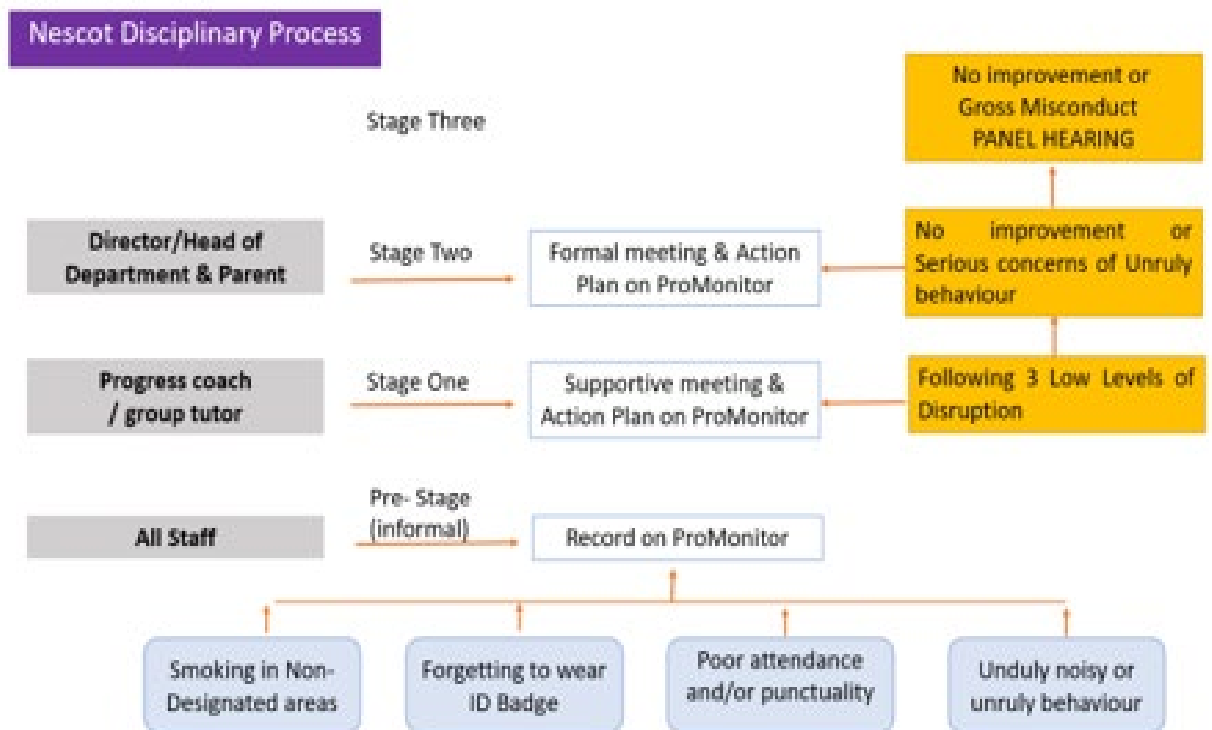 Nescot Disciplinary Process
No improvement or
Gross Misconduct
PANEL HEARING
Stage Three
Director/Head of
Department & Parent
Stage Two
Formal meeting & Action
Plan on ProMonitor
No improvement or
Serious concerns of Unruly
behaviour
Progress coach
/ group tutor
Stage One
Supportive meeting &
Action Plan on ProMonitor
Following 3 Low Levels of
Disruption
All Staff
Pre- Stage
(informal)
Record on ProMonitor
Smoking in Non-
Designated areas
Forgetting to wear
ID Badge
Poor attendance
and/or punctuality
Unduly noisy or
unruly behaviour